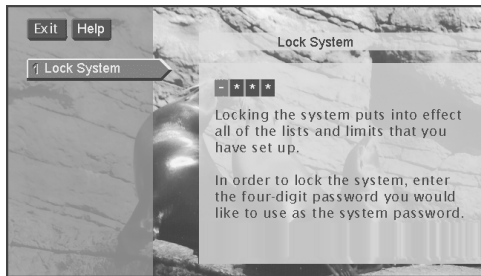 Exit Help
Lock System
1 Lock System
- * * *
Locking the system puts into effect
all of the lists and limits that you
have set up.
In order to lock the system, enter
the four-digit password you would
like to use as the system password.